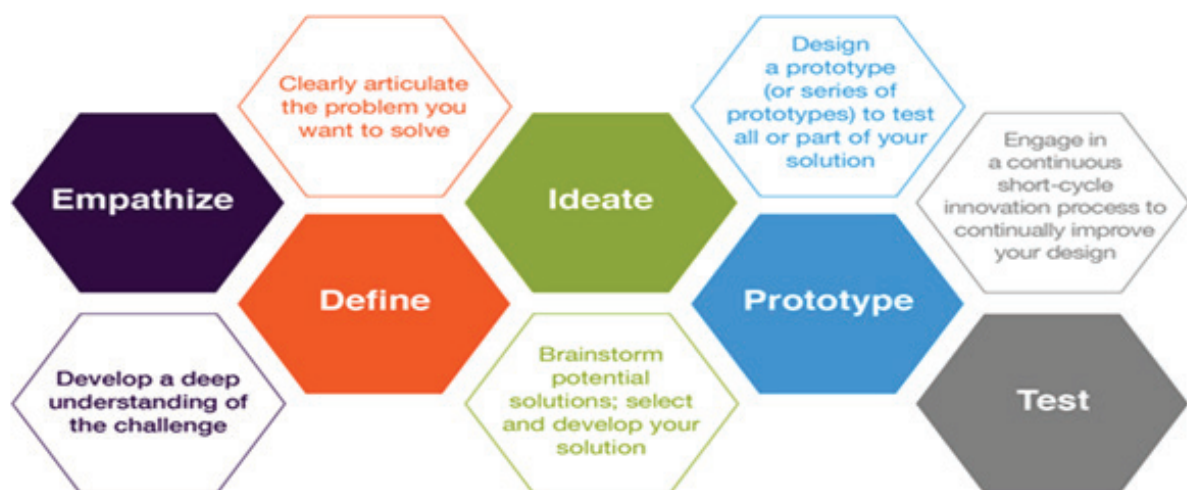 Empathize
Develop a deep
understanding of
the challenge
Clearly articulate
the problem you
want to solve
Define
Ideate
Brainstorm
potential
solutions; select
and develop your
solution
Design
a prototype
(or series of
prototypes) to test
all or part of your
solution
Prototype
Engage in
a continuous
short-cycle
innovation process to
continually improve
your design
Test